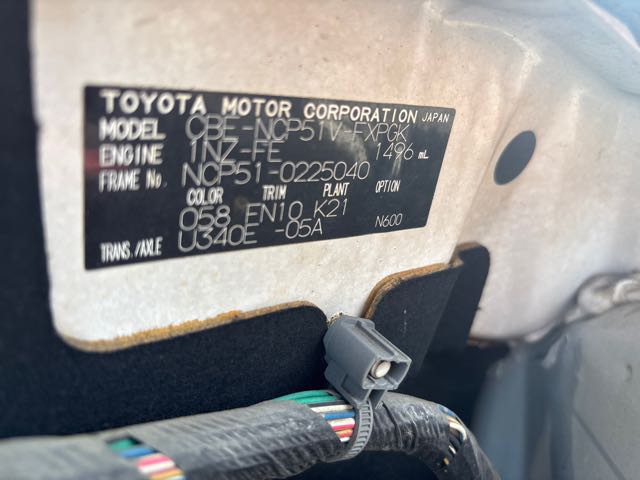 TOYOTA MOTOR CORPORATION JAPAN
MODEL CBE-NCP51V-EXPGK
ENGINE 1NZ-FE 1496 mL
FRAME No. NCP51-0225040
COLOR TRIM PLANT OPTION
058 EN10 K21 N600
TRANS./AXLE U340E -05A